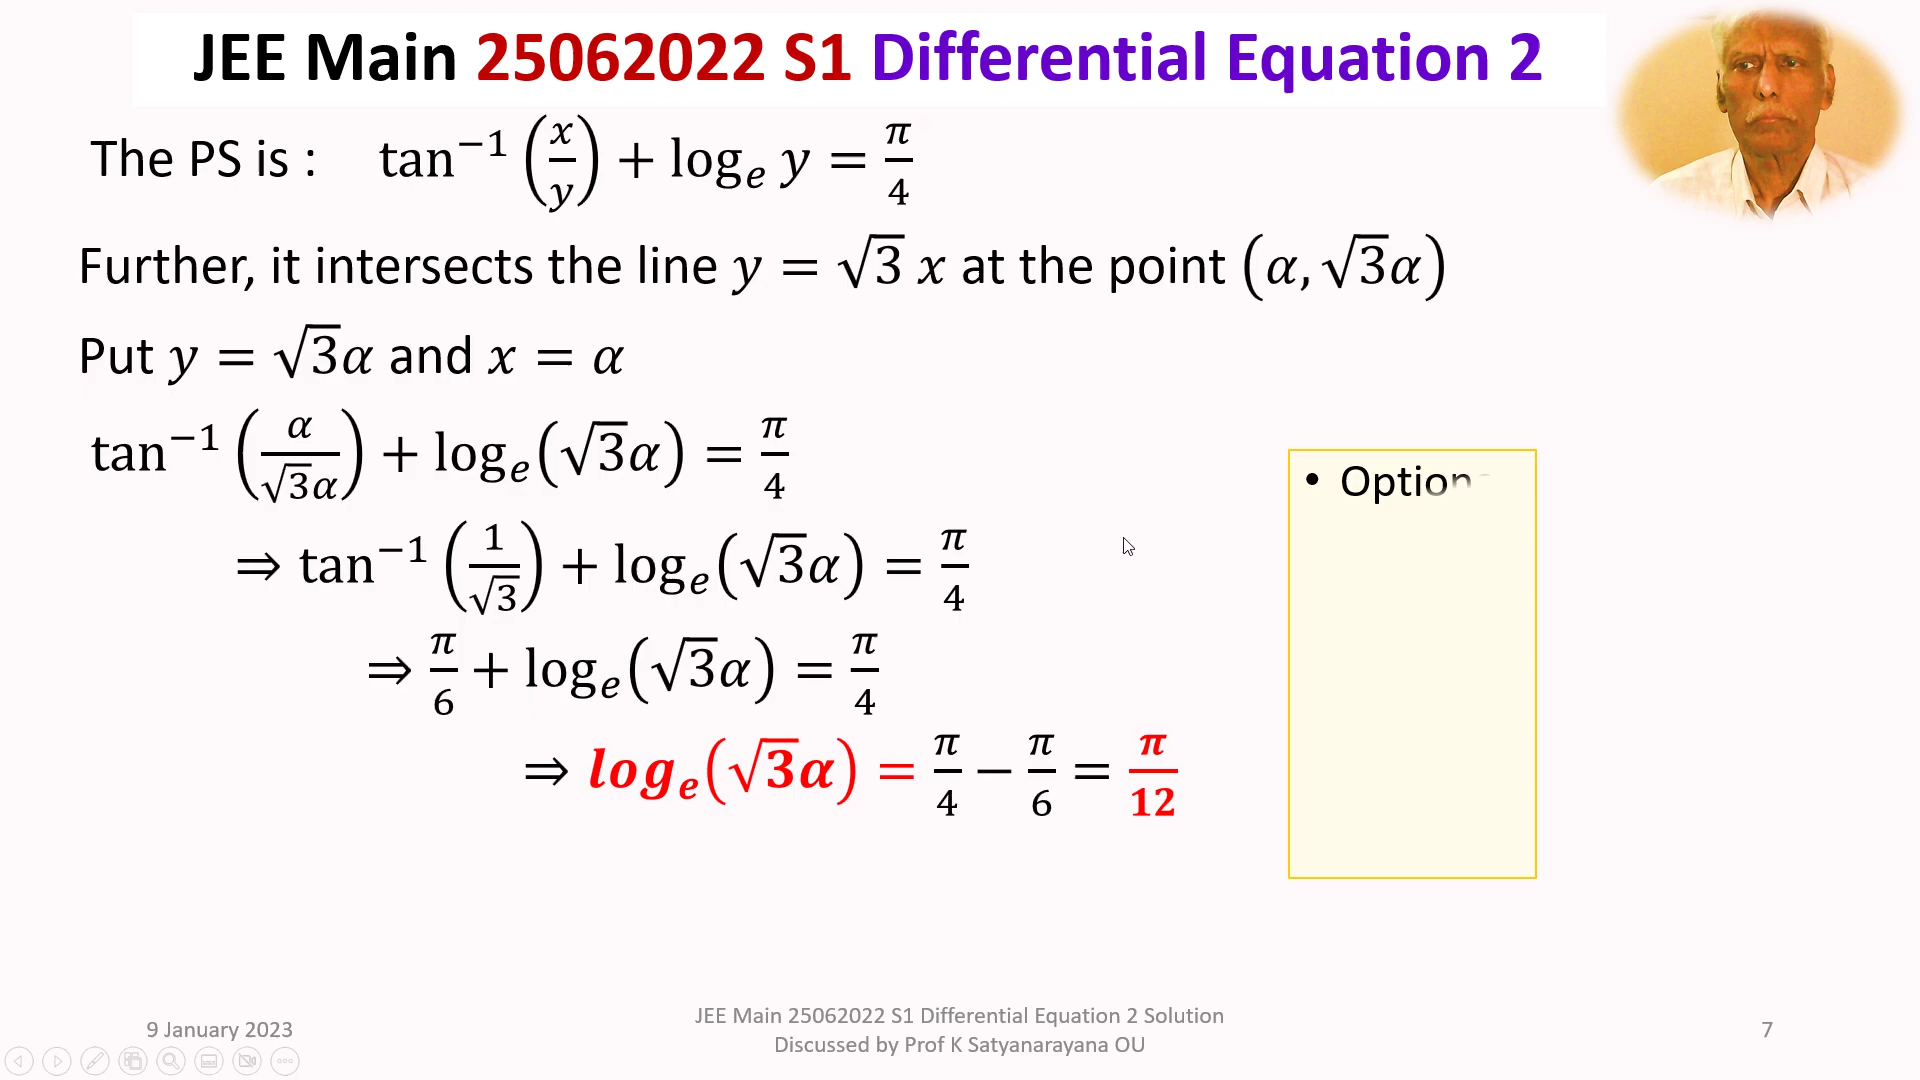 JEE Main 25062022 S1 Differential Equation 2
The PS is : tan⁻¹(x/y) + logₑ y = π/4
Further, it intersects the line y = √3 x at the point (α, √3α)
Put y = √3α and x = α
tan⁻¹(α/√3α) + logₑ(√3α) = π/4
⇒ tan⁻¹(1/√3) + logₑ(√3α) = π/4
⇒ π/6 + logₑ(√3α) = π/4
⇒ logₑ(√3α) = π/4 − π/6 = π/12
• Option
9 January 2023
JEE Main 25062022 S1 Differential Equation 2 Solution
Discussed by Prof K Satyanarayana OU
7